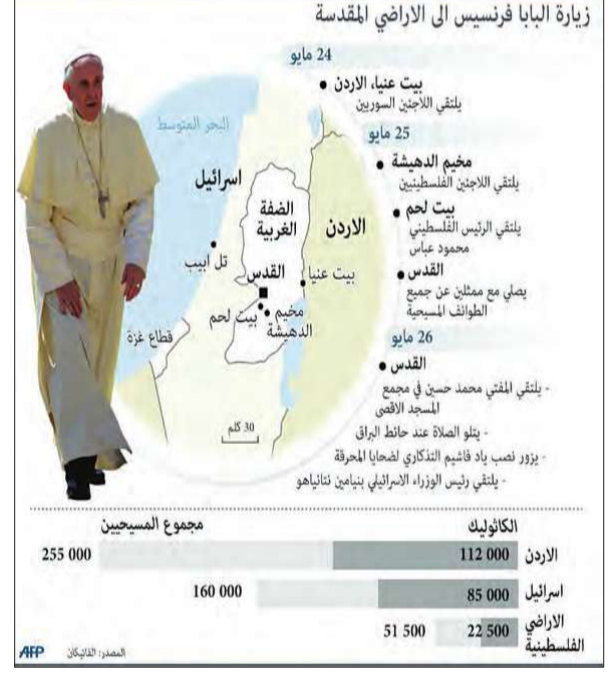 زيارة البابا فرنسيس الى الاراضي المقدسة
24 مايو
بيت عنيا، الاردن
يلتقي اللاجئين السوريين
25 مايو
مخيم الدهيشة
يلتقي اللاجئين الفلسطينيين
بيت لحم
يلتقي الرئيس الفلسطيني
محمود عباس
القدس
يصلي مع ممثلين عن جميع
الطوائف المسيحية
26 مايو
القدس
- يلتقي المفتي محمد حسين في مجمع
المسجد الاقصى
- يتلو الصلاة عند حائط البراق
- يزور نصب ياد فاشيم التذكاري لضحايا المحرقة
- يلتقي رئيس الوزراء الاسرائيلي بنيامين نتانياهو
البحر المتوسط
اسرائيل
الضفة
الغربية
الاردن
تل ابيب
القدس
بيت عنيا
بيت لحم
مخيم
الدهيشة
قطاع غزة
30 كلم
الكاثوليك
مجموع المسيحيين
الاردن 112 000 255 000
اسرائيل 85 000 160 000
الاراضي
الفلسطينية 22 500 51 500
المصدر: الفاتيكان
AFP